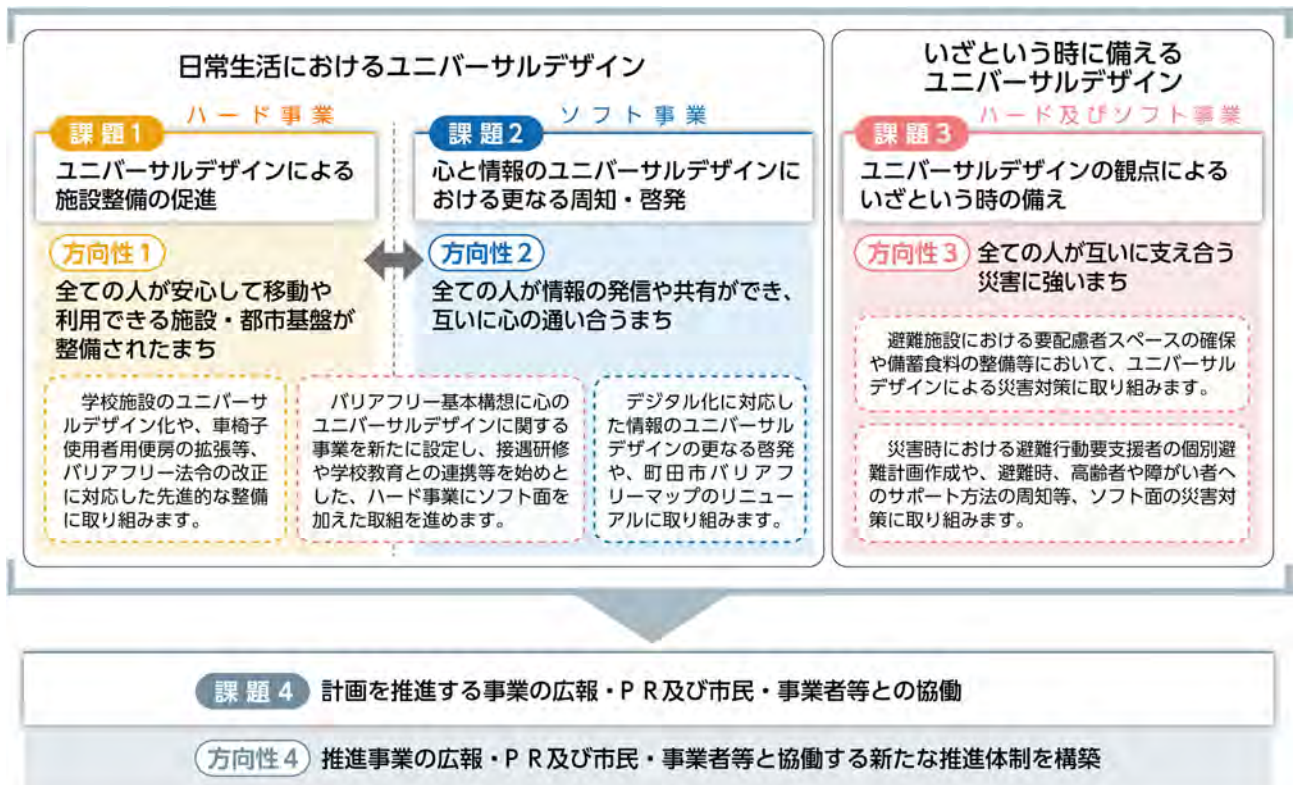 日常生活におけるユニバーサルデザイン
ハード事業
課題1
ユニバーサルデザインによる
施設整備の促進
方向性1
全ての人が安心して移動や
利用できる施設・都市基盤が
整備されたまち
ソフト事業
課題2
心と情報のユニバーサルデザインに
おける更なる周知・啓発
方向性2
全ての人が情報の発信や共有ができ、
互いに心の通い合うまち
学校施設のユニバーサ
ルデザイン化や、車椅子
使用者用便房の拡張等、
バリアフリー法令の改正
に対応した先進的な整備
に取り組みます。
バリアフリー基本構想に心の
ユニバーサルデザインに関する
事業を新たに設定し、接遇研修
や学校教育との連携等を始めと
した、ハード事業にソフト面を
加えた取組を進めます。
デジタル化に対応し
た情報のユニバーサル
デザインの更なる啓発
や、町田市バリアフ
リーマップのリニュー
アルに取り組みます。
いざという時に備える
ユニバーサルデザイン
ハード及びソフト事業
課題3
ユニバーサルデザインの観点による
いざという時の備え
方向性3
全ての人が互いに支え合う
災害に強いまち
避難施設における要配慮者スペースの確保
や備蓄食料の整備等において、ユニバーサル
デザインによる災害対策に取り組みます。
災害時における避難行動要支援者の個別避
難計画作成や、避難時、高齢者や障がい者へ
のサポート方法の周知等、ソフト面の災害対
策に取り組みます。
課題4 計画を推進する事業の広報・PR及び市民・事業者等との協働
方向性4 推進事業の広報・PR及び市民・事業者等と協働する新たな推進体制を構築